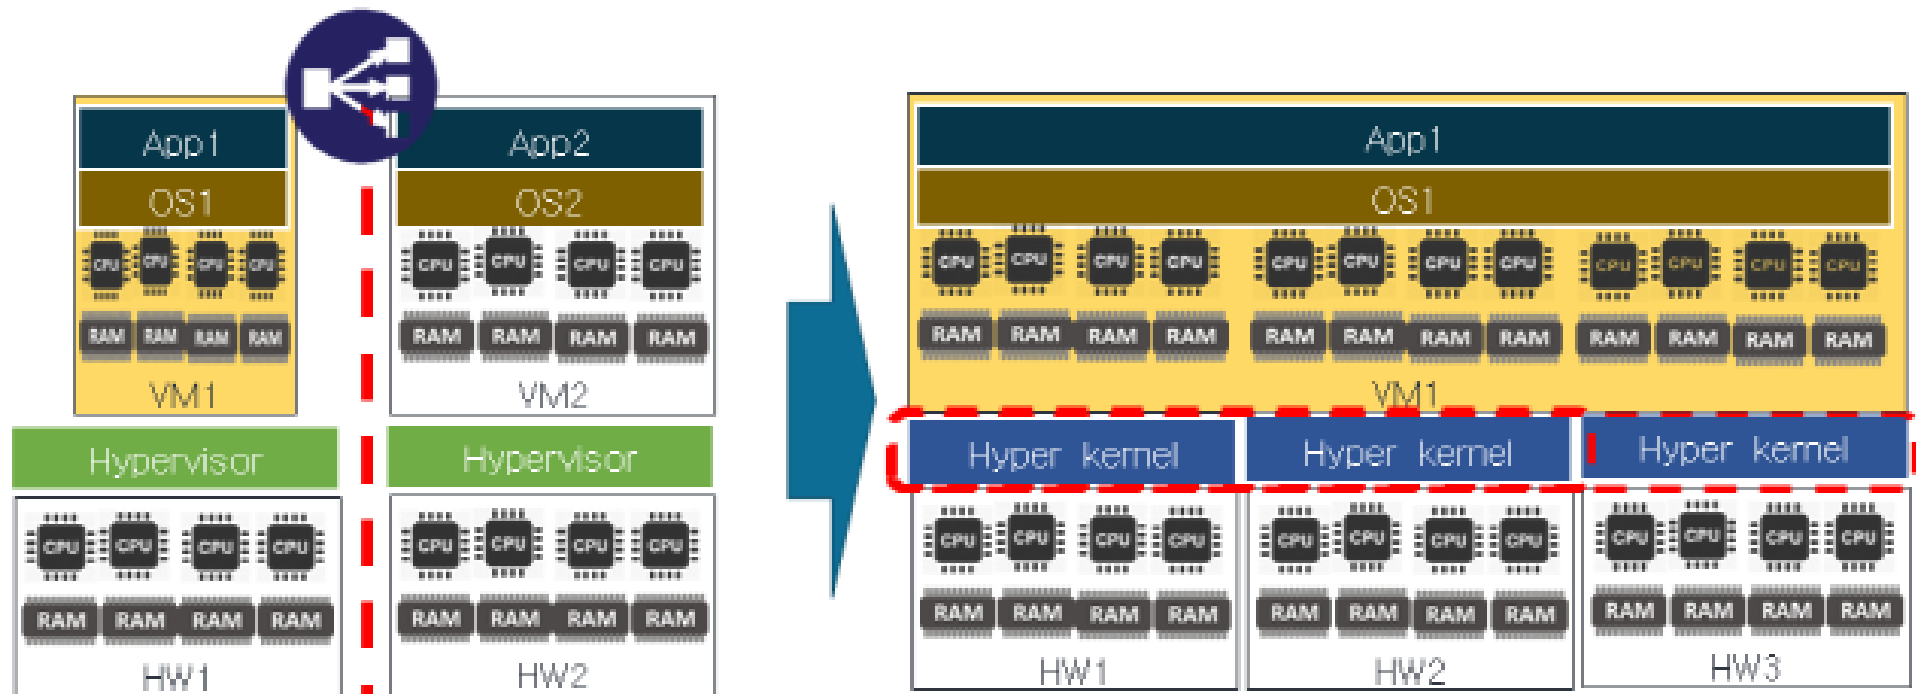 App1
OS1
CPU CPU CPU CPU
RAM RAM RAM RAM
VM1
Hypervisor
CPU CPU CPU CPU
RAM RAM RAM RAM
HW1
App2
OS2
CPU CPU CPU CPU
RAM RAM RAM RAM
VM2
Hypervisor
CPU CPU CPU CPU
RAM RAM RAM RAM
HW2
App1
OS1
CPU CPU CPU CPU CPU CPU CPU CPU CPU CPU CPU CPU
RAM RAM RAM RAM RAM RAM RAM RAM RAM RAM RAM RAM
VM1
Hyper kernel
CPU CPU CPU CPU
RAM RAM RAM RAM
HW1
Hyper kernel
CPU CPU CPU CPU
RAM RAM RAM RAM
HW2
Hyper kernel
CPU CPU CPU CPU
RAM RAM RAM RAM
HW3